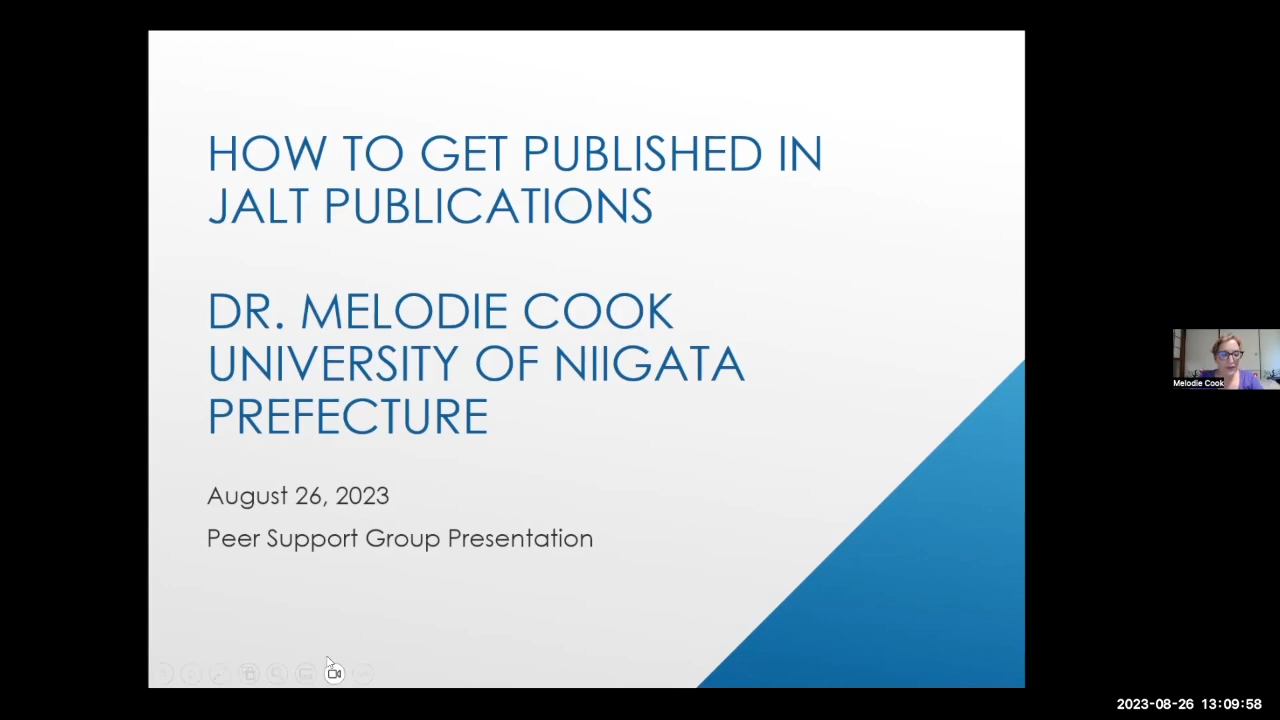 HOW TO GET PUBLISHED IN
JALT PUBLICATIONS
DR. MELODIE COOK
UNIVERSITY OF NIIGATA
PREFECTURE
August 26, 2023
Peer Support Group Presentation
Melodie Cook
2023-08-26 13:09:58